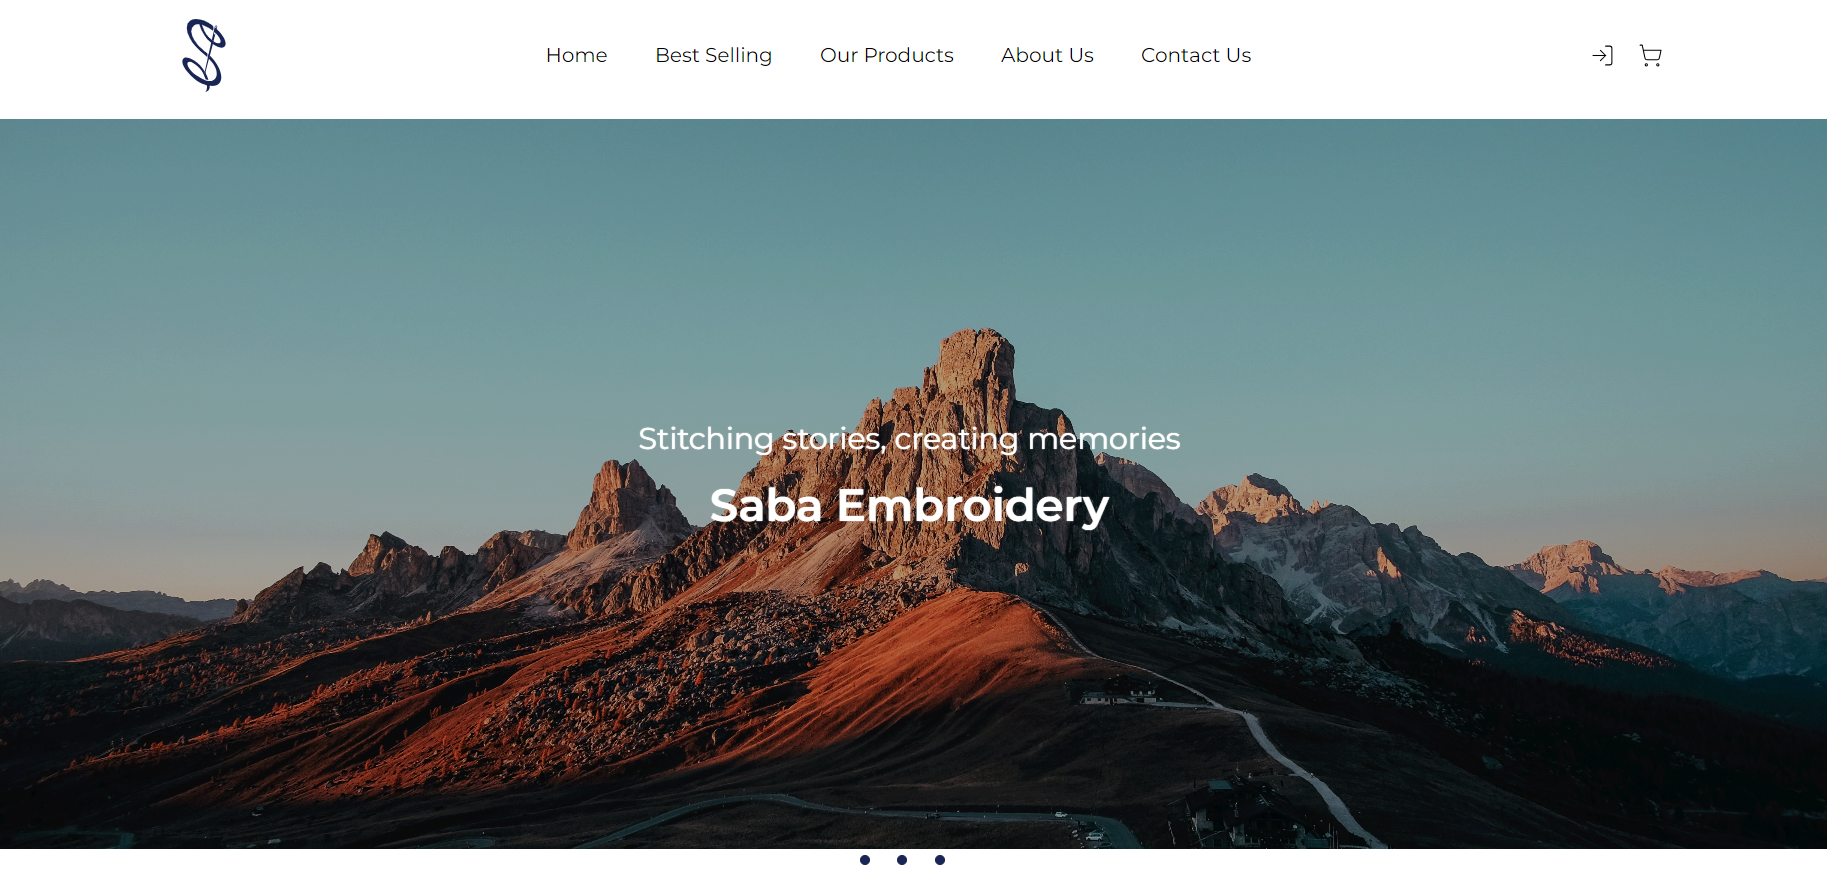 Home
Best Selling
Our Products
About Us
Contact Us
Stitching stories, creating memories
Saba Embroidery